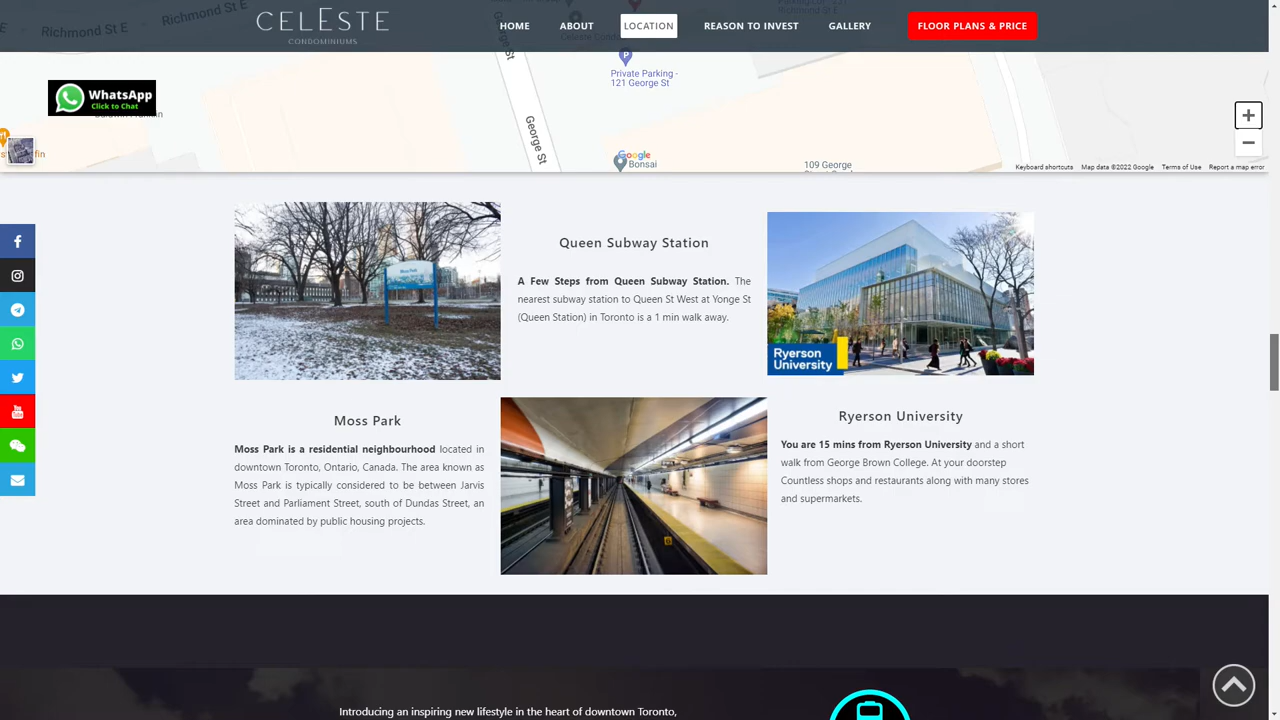 Richmond St E
Richmond St E
CELESTE
CONDOMINIUMS
HOME
ABOUT
LOCATION
REASON TO INVEST
GALLERY
FLOOR PLANS & PRICE
George St
Private Parking -
121 George St
WhatsApp
Click to Chat
George St
Google
Bonsai
109 George
Keyboard shortcuts
Map data ©2022 Google
Terms of Use
Report a map error
Moss Park
Queen Subway Station
A Few Steps from Queen Subway Station. The
nearest subway station to Queen St West at Yonge St
(Queen Station) in Toronto is a 1 min walk away.
Ryerson
University
Moss Park
Moss Park is a residential neighbourhood located in
downtown Toronto, Ontario, Canada. The area known as
Moss Park is typically considered to be between Jarvis
Street and Parliament Street, south of Dundas Street, an
area dominated by public housing projects.
Ryerson University
You are 15 mins from Ryerson University and a short
walk from George Brown College. At your doorstep
Countless shops and restaurants along with many stores
and supermarkets.
Introducing an inspiring new lifestyle in the heart of downtown Toronto,